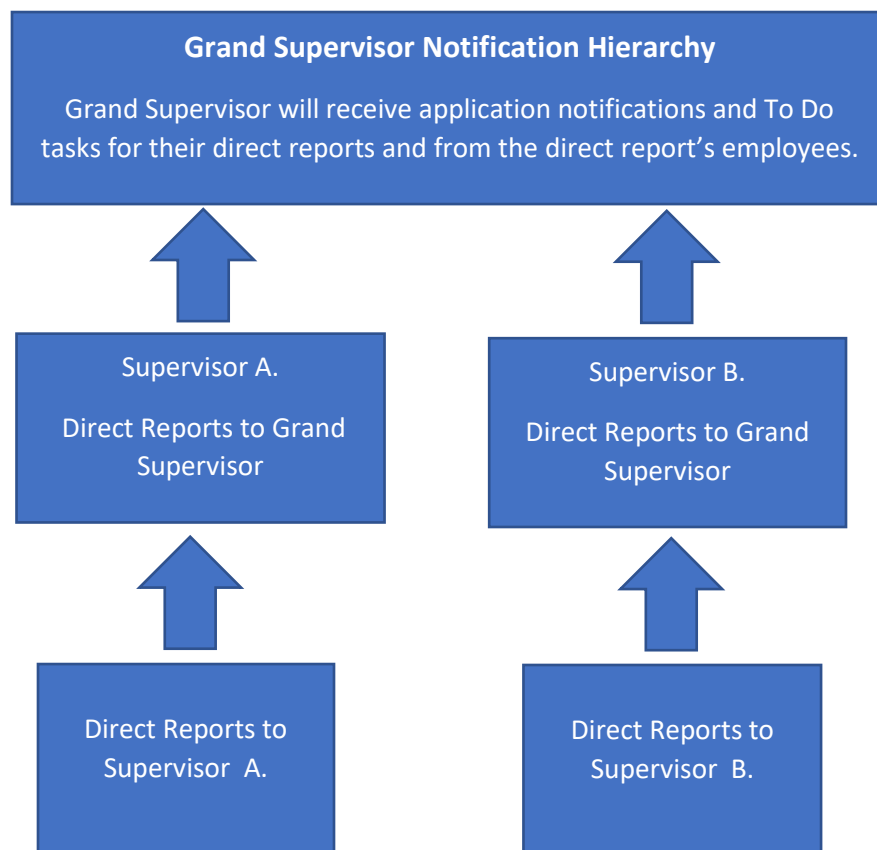 Grand Supervisor Notification Hierarchy
Grand Supervisor will receive application notifications and To Do
tasks for their direct reports and from the direct report’s employees.
Supervisor A.
Direct Reports to Grand
Supervisor
Supervisor B.
Direct Reports to Grand
Supervisor
Direct Reports to
Supervisor  A.
Direct Reports to
Supervisor  B.